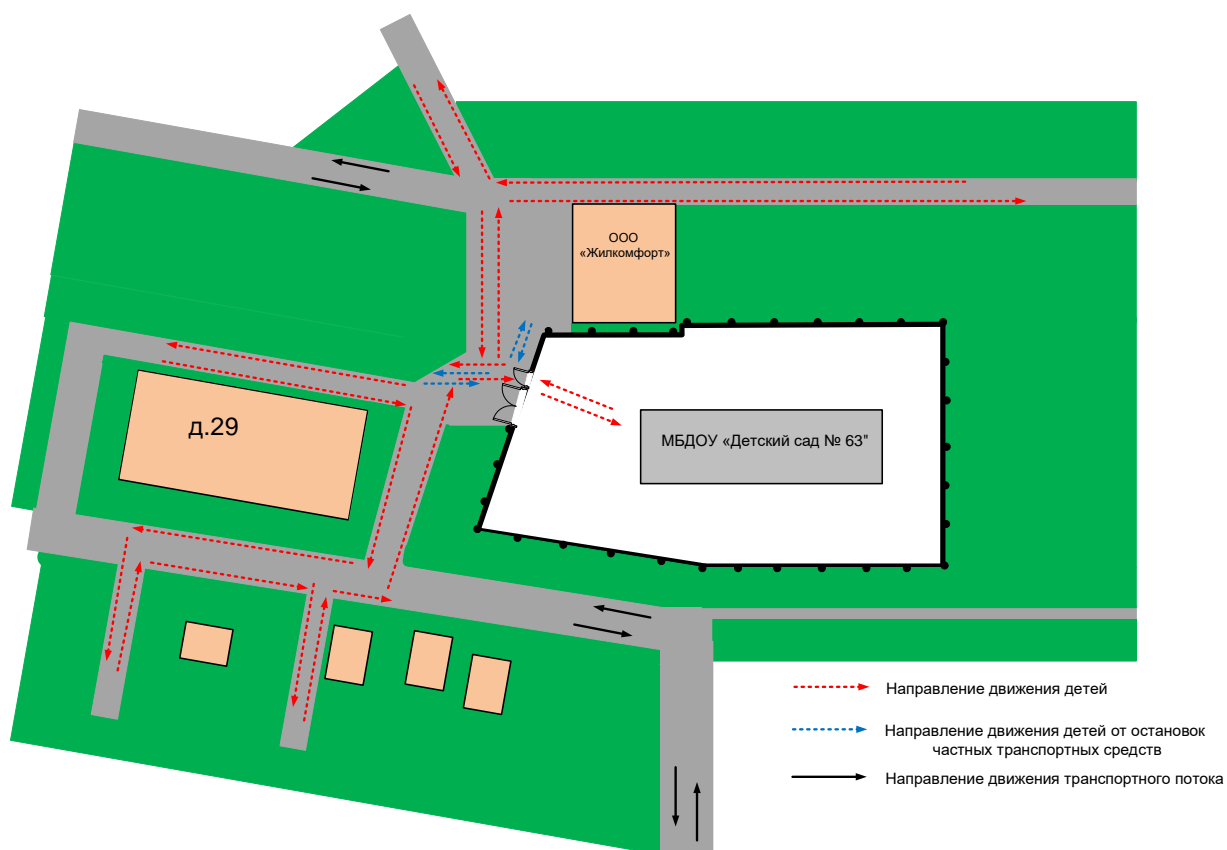 ООО
«Жилкомфорт»
д.29
МБДОУ «Детский сад № 63"
Направление движения детей
Направление движения детей от остановок
частных транспортных средств
Направление движения транспортного потока